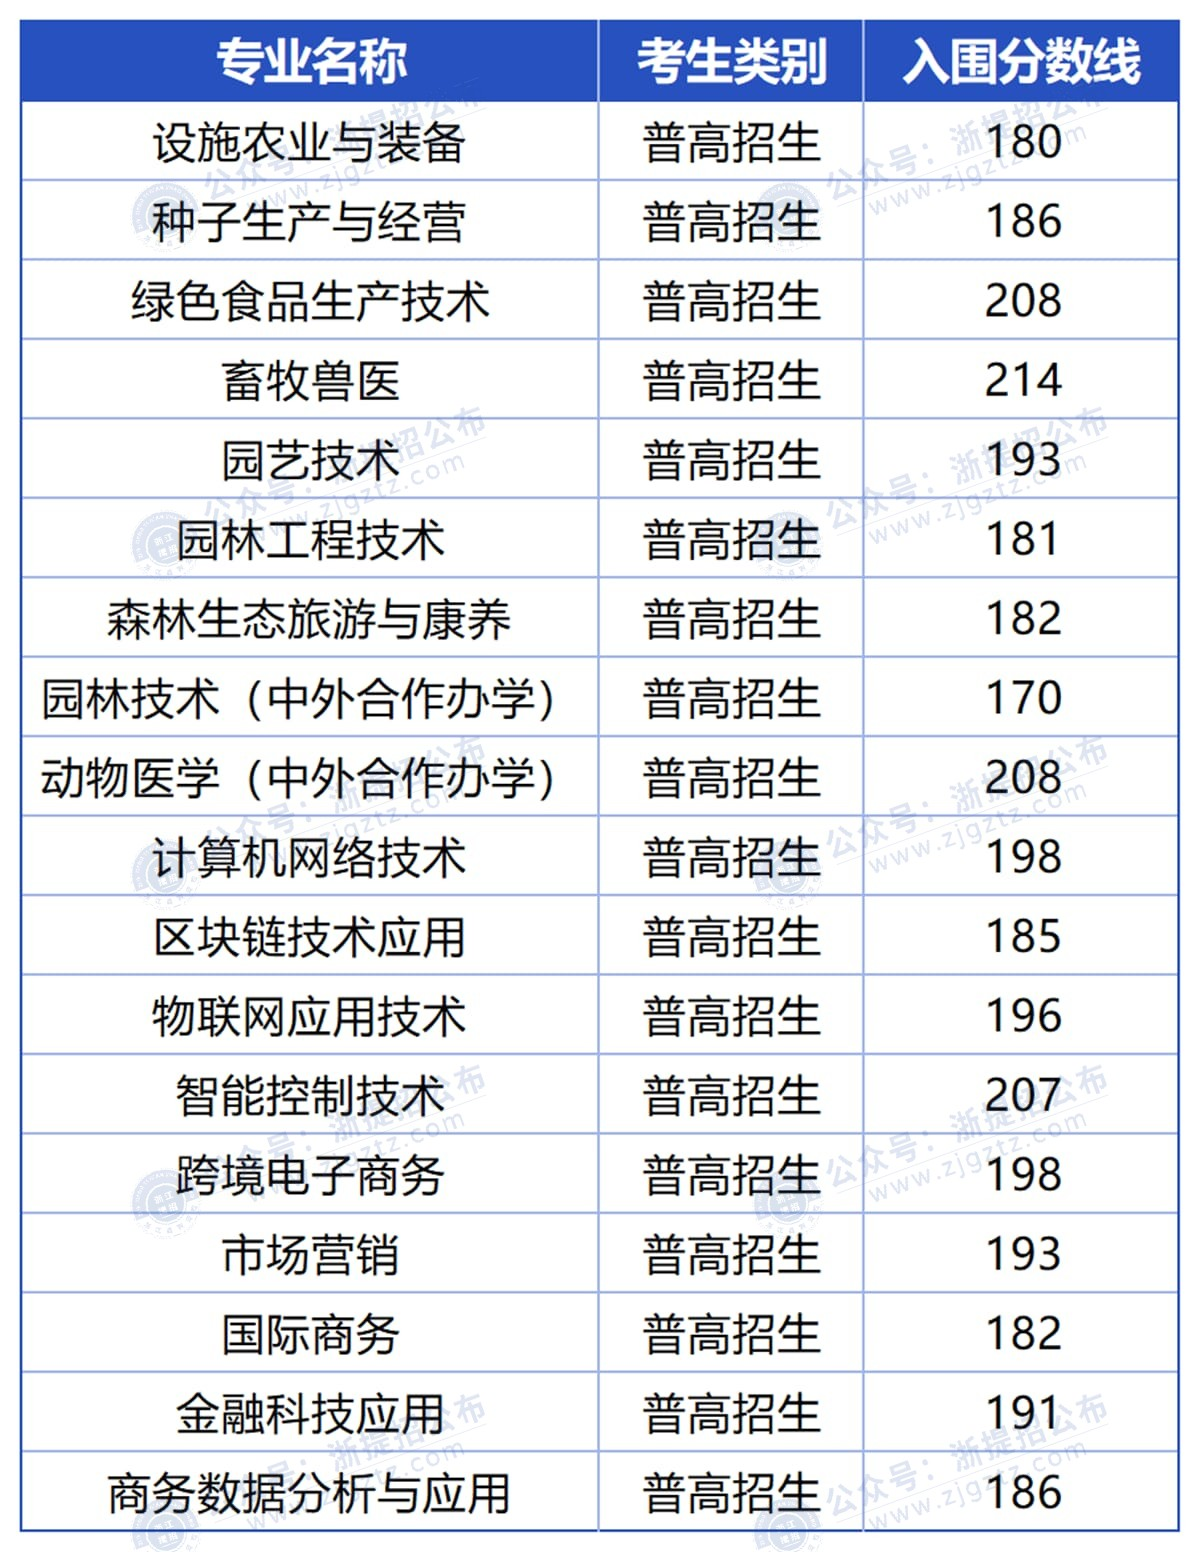 专业名称 考生类别 入围分数线
设施农业与装备 普高招生 180
种子生产与经营 普高招生 186
绿色食品生产技术 普高招生 208
畜牧兽医 普高招生 214
园艺技术 普高招生 193
园林工程技术 普高招生 181
森林生态旅游与康养 普高招生 182
园林技术（中外合作办学） 普高招生 170
动物医学（中外合作办学） 普高招生 208
计算机网络技术 普高招生 198
区块链技术应用 普高招生 185
物联网应用技术 普高招生 196
智能控制技术 普高招生 207
跨境电子商务 普高招生 198
市场营销 普高招生 193
国际商务 普高招生 182
金融科技应用 普高招生 191
商务数据分析与应用 普高招生 186
公众号：浙提招公布
www.zjgztz.com